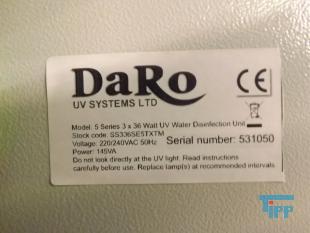 DaRo
UV SYSTEMS LTD
CE
Model: 5 Series 3 x 36 Watt UV Water Disinfection Unit
Stock code: SS336SE5TXTM
Voltage: 220/240VAC 50Hz
Power: 145VA
Serial number: 531050
Do not look directly at the UV light. Read instructions
carefully before use. Replace lamp(s) at recommended intervals
TIPP